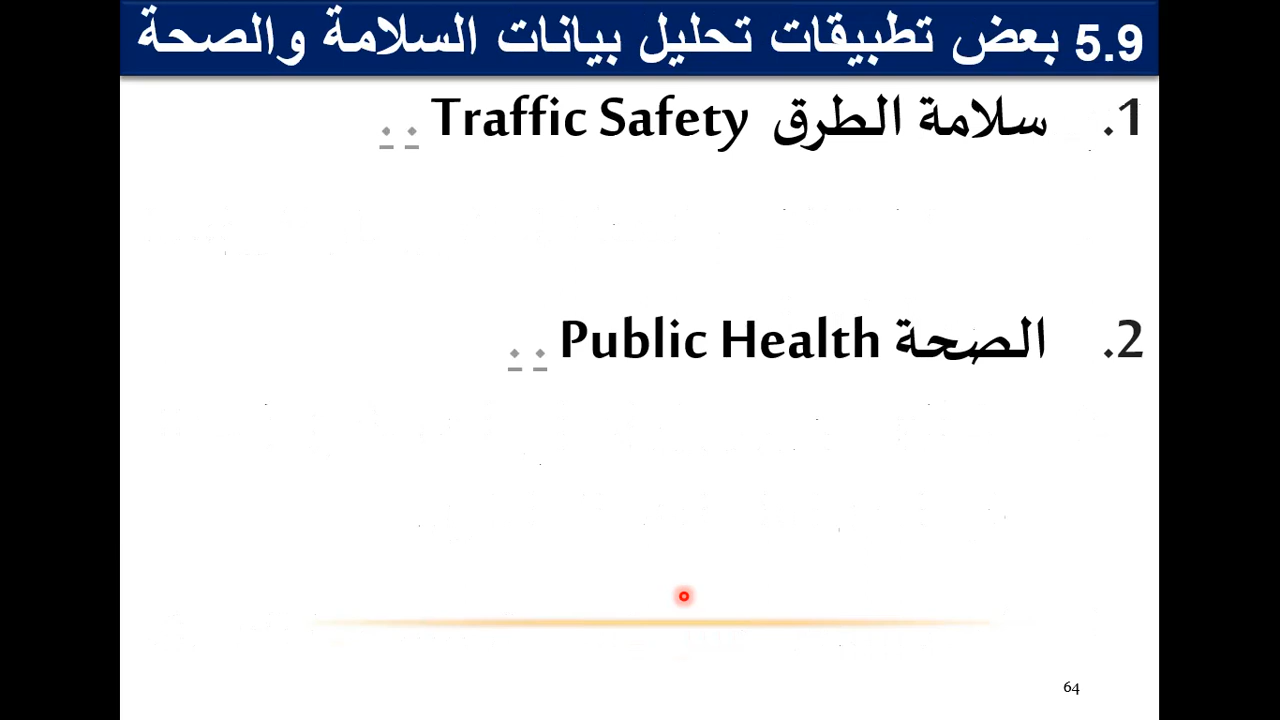 5.9 بعض تطبيقات تحليل بيانات السلامة والصحة
1. سلامة الطرق Traffic Safety
2. الصحة Public Health
64